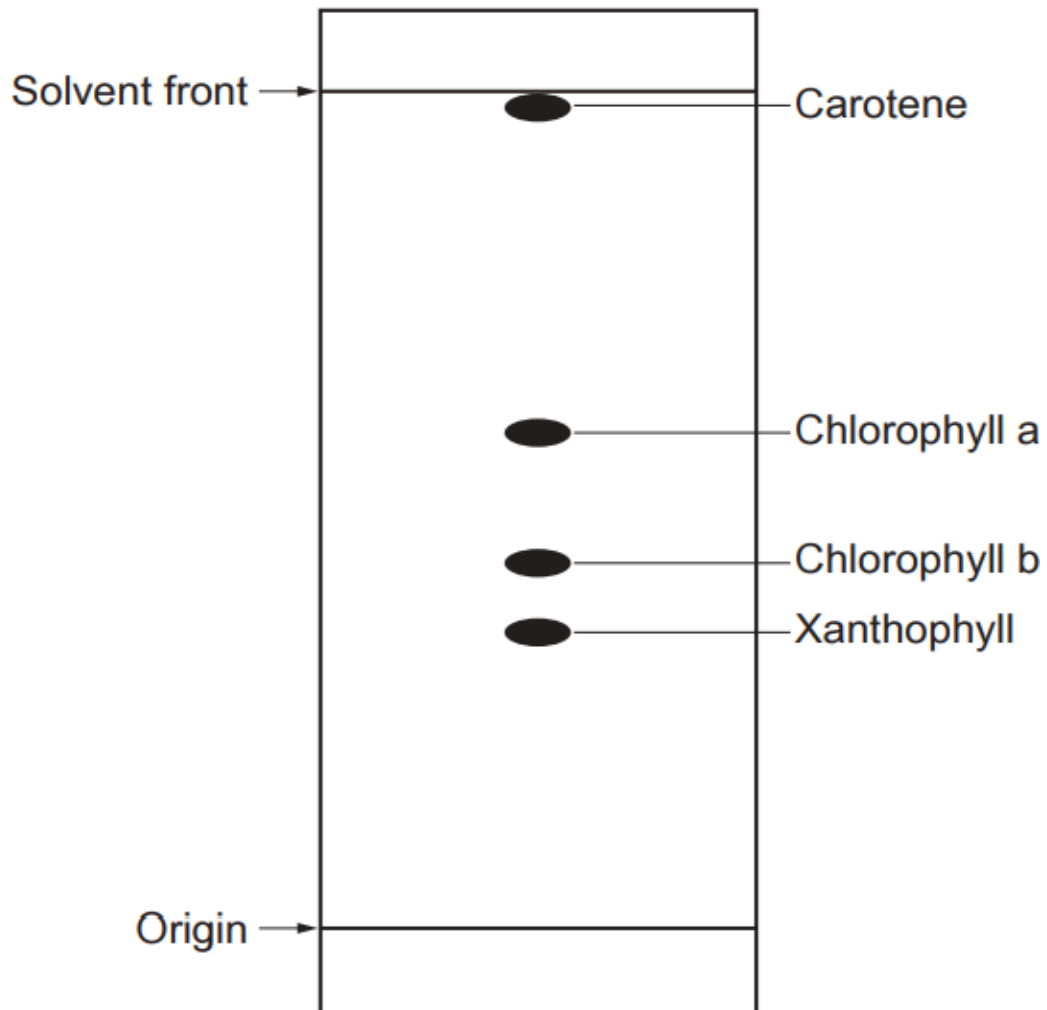 Solvent front
Carotene
Chlorophyll a
Chlorophyll b
Xanthophyll
Origin